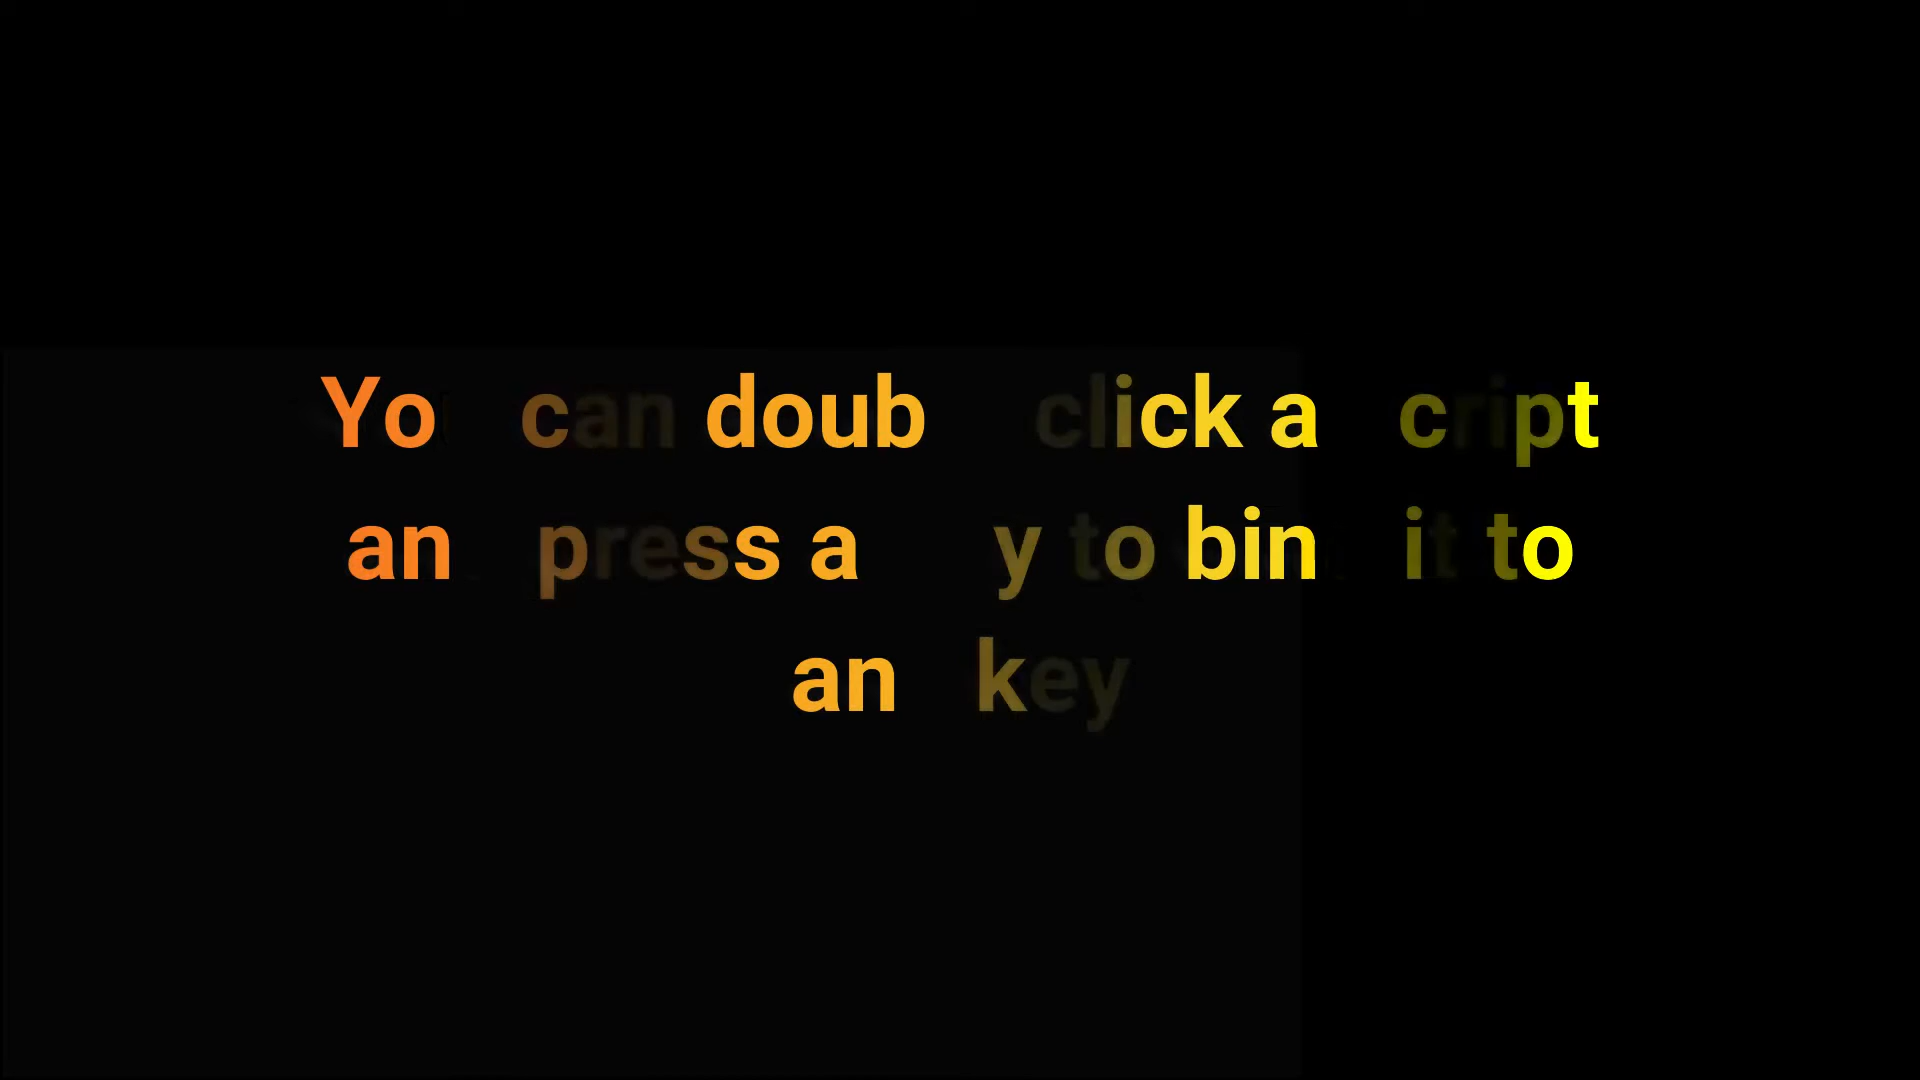 Yo can doub click a cript
an press a y to bin it to
an key